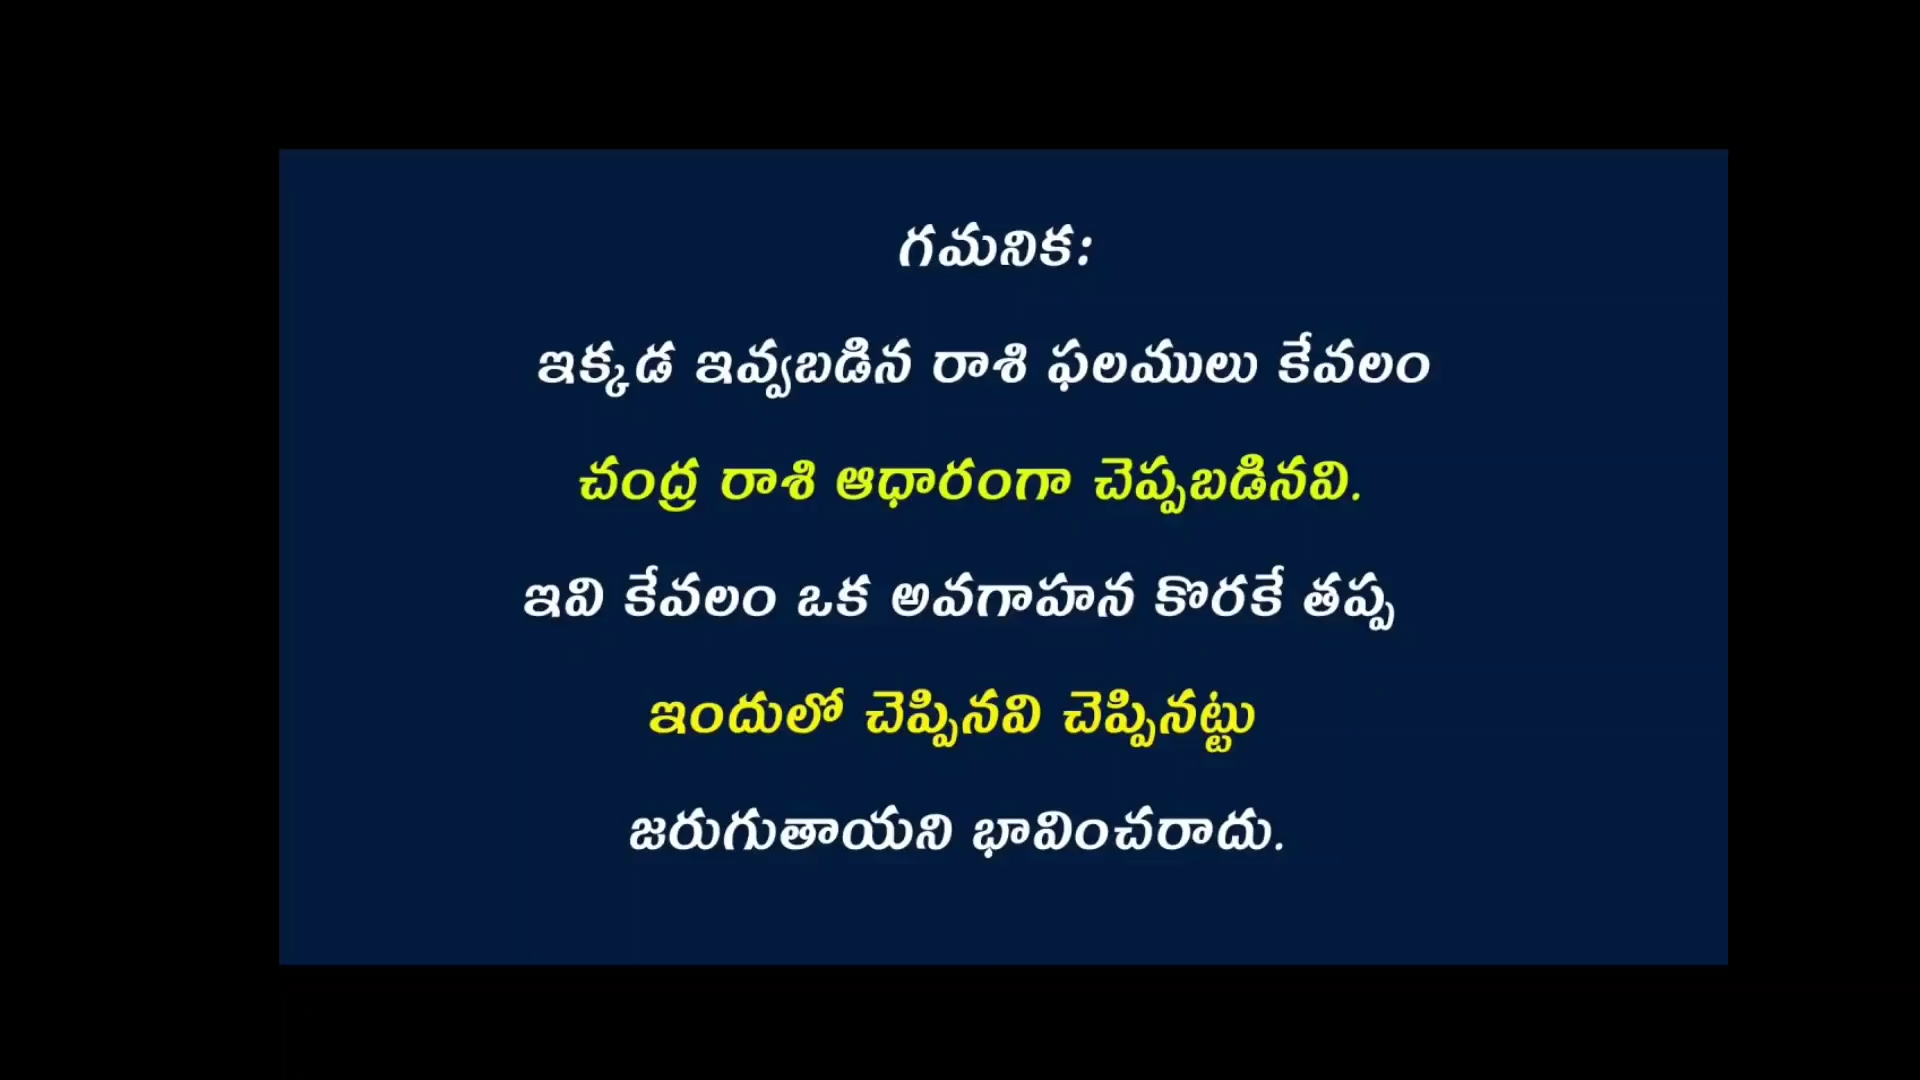 గమనిక:
ఇక్కడ ఇవ్వబడిన రాశి ఫలములు కేవలం
చంద్ర రాశి ఆధారంగా చెప్పబడినవి.
ఇవి కేవలం ఒక అవగాహన కొరకే తప్ప
ఇందులో చెప్పినవి చెప్పినట్టు
జరుగుతాయని భావించరాదు.